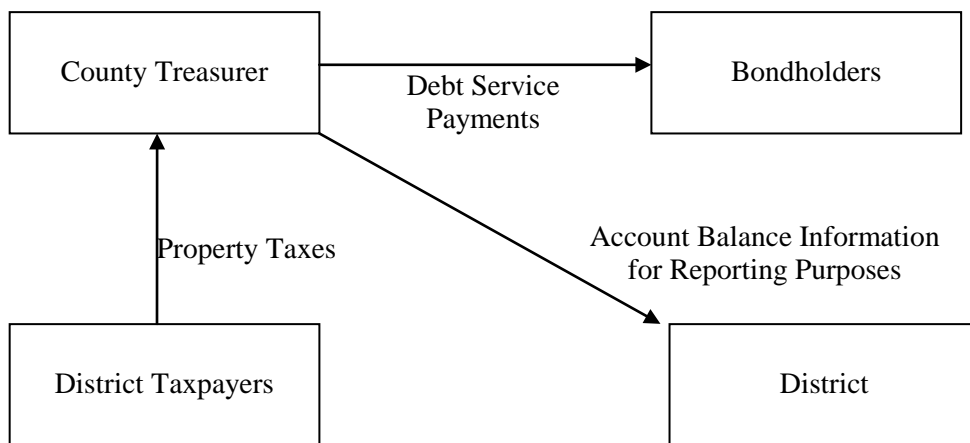 County Treasurer
Bondholders
Debt Service
Payments
Property Taxes
Account Balance Information
for Reporting Purposes
District Taxpayers
District